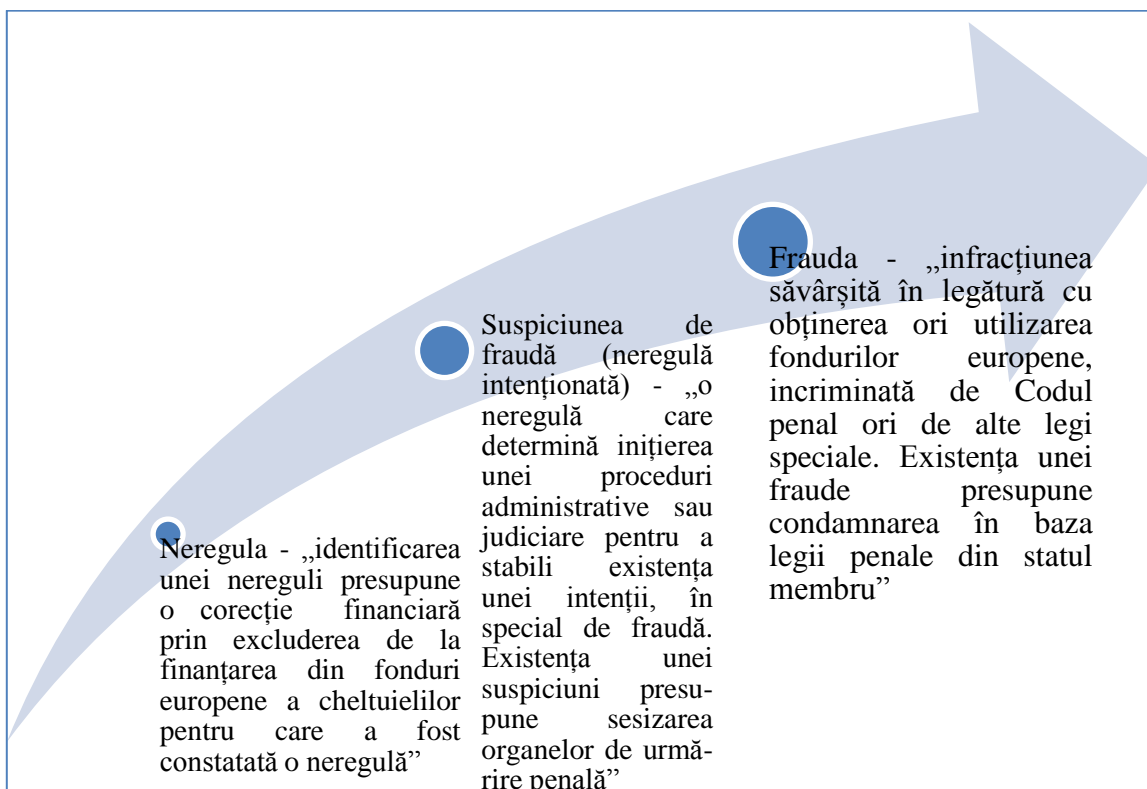 Neregula - „identificarea
unei nereguli presupune
o corecție financiară
prin excluderea de la
finanțarea din fonduri
europene a cheltuielilor
pentru care a fost
constatată o neregulă”
Suspiciunea de
fraudă (neregulă
intenționată) - „o
neregulă care
determină inițierea
unei proceduri
administrative sau
judiciare pentru a
stabili existența
unei intenții, în
special de fraudă.
Existența unei
suspiciuni presu-
pune sesizarea
organelor de urmă-
rire penală”
Frauda - „infracțiunea
săvârșită în legătură cu
obținerea ori utilizarea
fondurilor europene,
incriminată de Codul
penal ori de alte legi
speciale. Existența unei
fraude presupune
condamnarea în baza
legii penale din statul
membru”